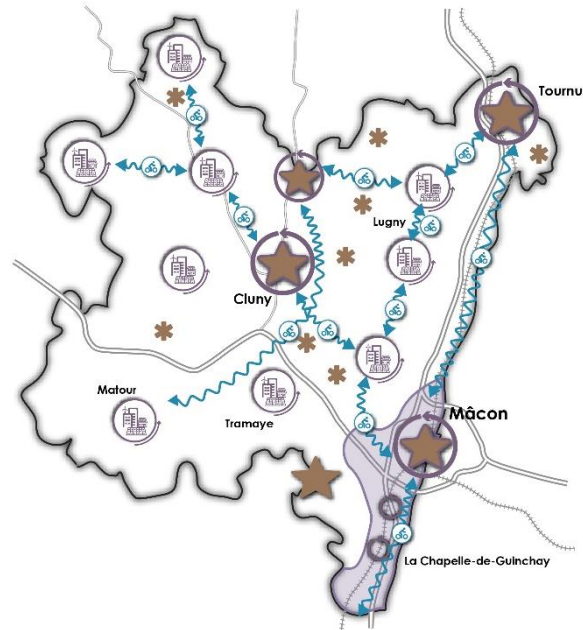 Tournu
Lugny
Cluny
Matour
Tramaye
Mâcon
La Chapelle-de-Guinchay